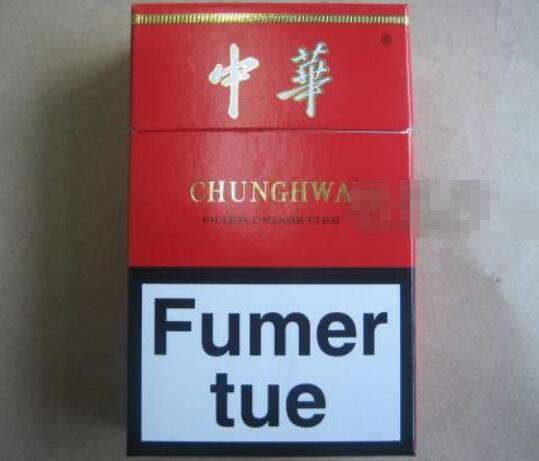 中華
®
CHUNGHWA
FILTER CIGARETTES
Fumer
tue